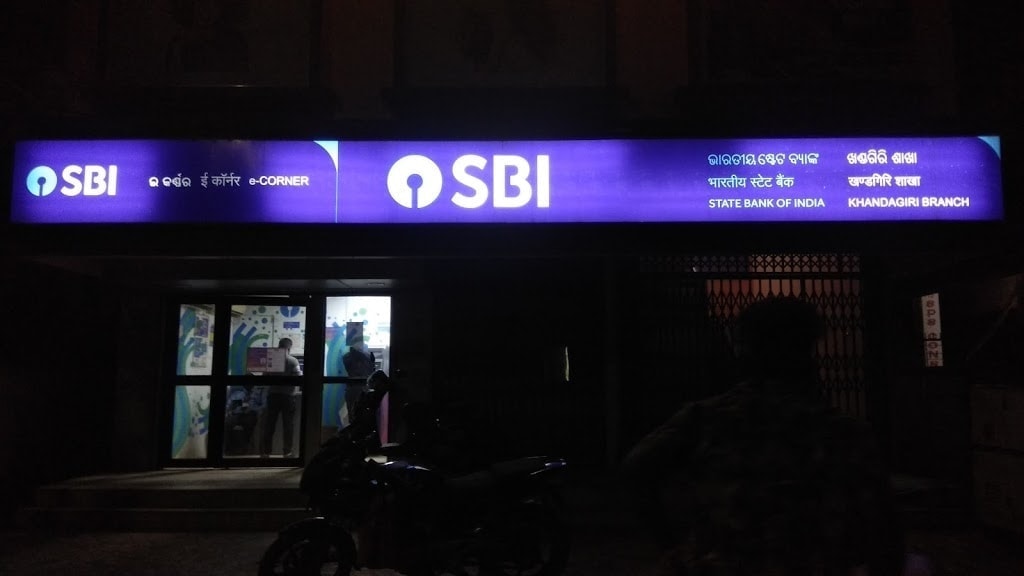 SBI
ଇ କର୍ଣ୍ଣର ई कॉर्नर e-CORNER
SBI
ଭାରତୀୟ ଷ୍ଟେଟ ବ୍ୟାଙ୍କ
भारतीय स्टेट बैंक
STATE BANK OF INDIA
ଖଣ୍ଡଗିରି ଶାଖା
खण्डगिरि शाखा
KHANDAGIRI BRANCH